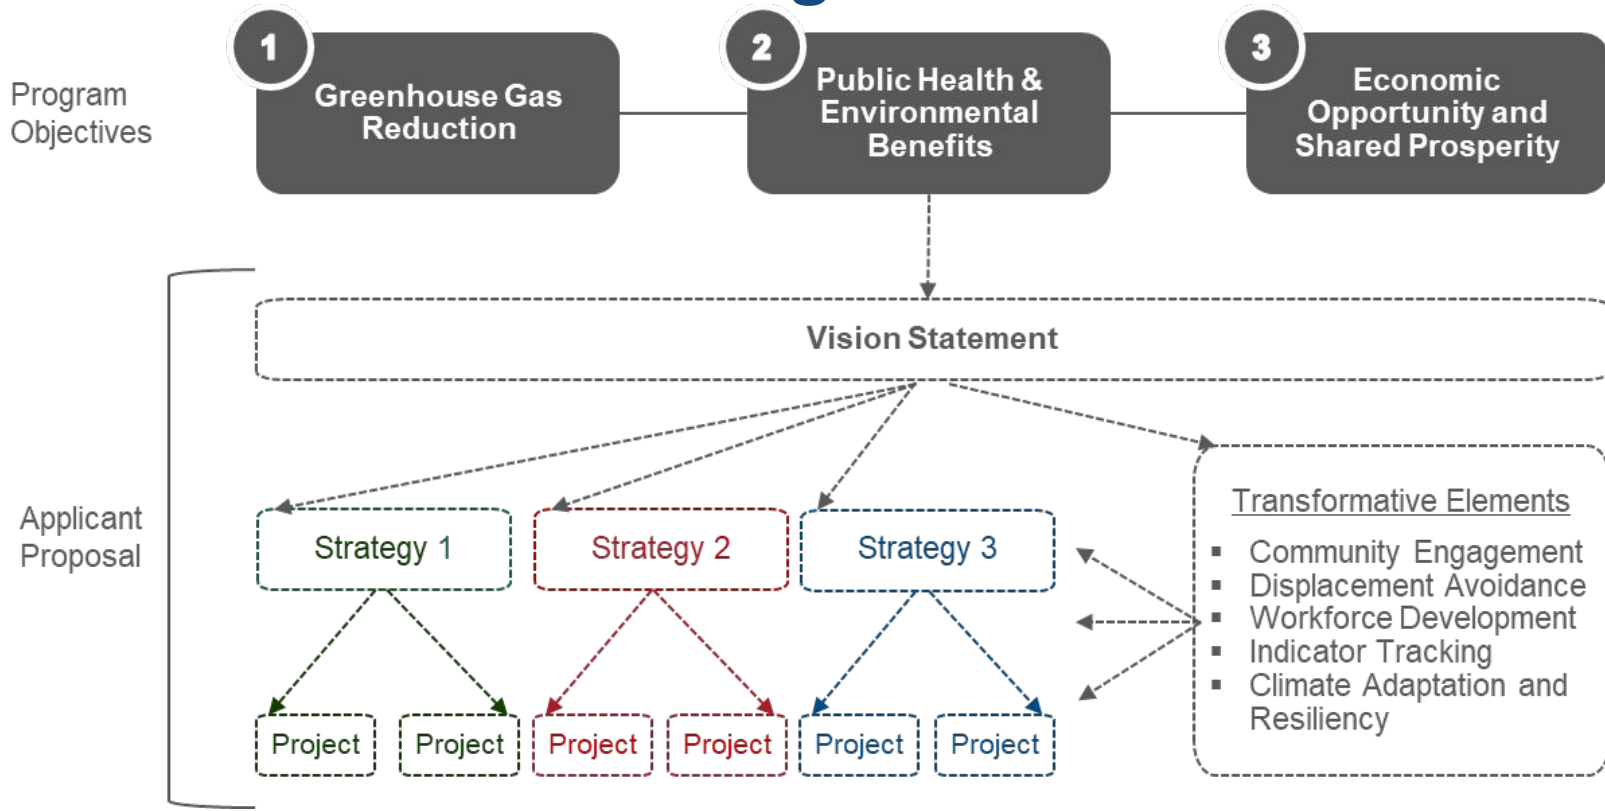 1
2
3
Program
Objectives
Greenhouse Gas
Reduction
Public Health &
Environmental
Benefits
Economic
Opportunity and
Shared Prosperity
Vision Statement
Applicant
Proposal
Strategy 1
Strategy 2
Strategy 3
Project
Project
Project
Project
Project
Project
Transformative Elements
▪ Community Engagement
▪ Displacement Avoidance
▪ Workforce Development
▪ Indicator Tracking
▪ Climate Adaptation and
Resiliency